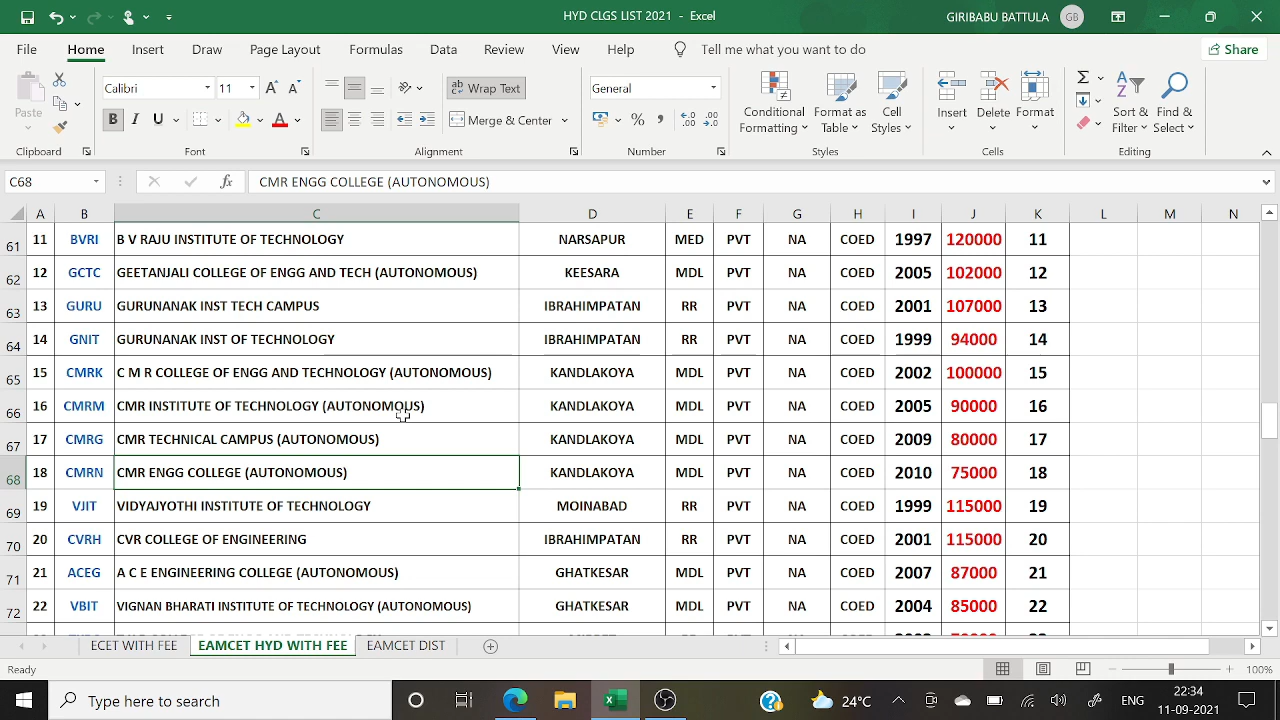 HYD CLGS LIST 2021 - Excel
GIRIBABU BATTULA GB
File Home Insert Draw Page Layout Formulas Data Review View Help Tell me what you want to do Share
Paste
Calibri 11
Wrap Text
Merge & Center
General
Conditional Formatting
Format as Table
Cell Styles
Insert Delete Format
Sort & Filter
Find & Select
Clipboard Font Alignment Number Styles Cells Editing
C68 fx CMR ENGG COLLEGE (AUTONOMOUS)
A B C D E F G H I J K L M N
61 11 BVRI B V RAJU INSTITUTE OF TECHNOLOGY NARSAPUR MED PVT NA COED 1997 120000 11
62 12 GCTC GEETANJALI COLLEGE OF ENGG AND TECH (AUTONOMOUS) KEESARA MDL PVT NA COED 2005 102000 12
63 13 GURU GURUNANAK INST TECH CAMPUS IBRAHIMPATAN RR PVT NA COED 2001 107000 13
64 14 GNIT GURUNANAK INST OF TECHNOLOGY IBRAHIMPATAN RR PVT NA COED 1999 94000 14
65 15 CMRK C M R COLLEGE OF ENGG AND TECHNOLOGY (AUTONOMOUS) KANDLAKOYA MDL PVT NA COED 2002 100000 15
66 16 CMRM CMR INSTITUTE OF TECHNOLOGY (AUTONOMOUS) KANDLAKOYA MDL PVT NA COED 2005 90000 16
67 17 CMRG CMR TECHNICAL CAMPUS (AUTONOMOUS) KANDLAKOYA MDL PVT NA COED 2009 80000 17
68 18 CMRN CMR ENGG COLLEGE (AUTONOMOUS) KANDLAKOYA MDL PVT NA COED 2010 75000 18
69 19 VJIT VIDYAJYOTHI INSTITUTE OF TECHNOLOGY MOINABAD RR PVT NA COED 1999 115000 19
70 20 CVRH CVR COLLEGE OF ENGINEERING IBRAHIMPATAN RR PVT NA COED 2001 115000 20
71 21 ACEG A C E ENGINEERING COLLEGE (AUTONOMOUS) GHATKESAR MDL PVT NA COED 2007 87000 21
72 22 VBIT VIGNAN BHARATI INSTITUTE OF TECHNOLOGY (AUTONOMOUS) GHATKESAR MDL PVT NA COED 2004 85000 22
ECET WITH FEE EAMCET HYD WITH FEE EAMCET DIST
Ready 100%
Type here to search 24°C ENG 22:34
11-09-2021